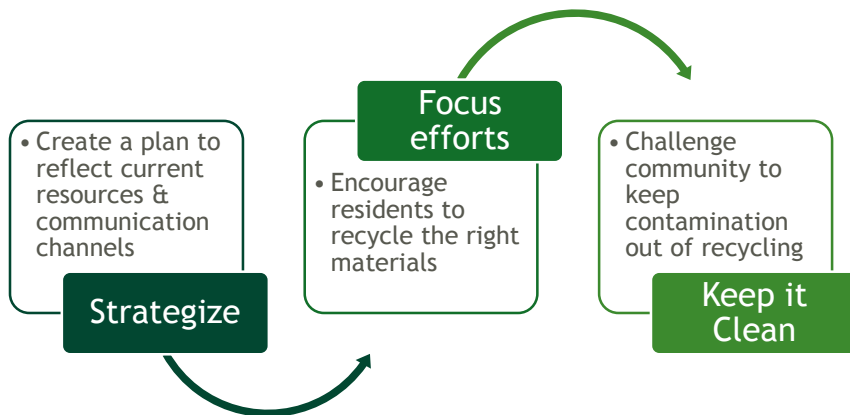 • Create a plan to
reflect current
resources &
communication
channels
Strategize
Focus
efforts
• Encourage
residents to
recycle the right
materials
• Challenge
community to
keep
contamination
out of recycling
Keep it
Clean